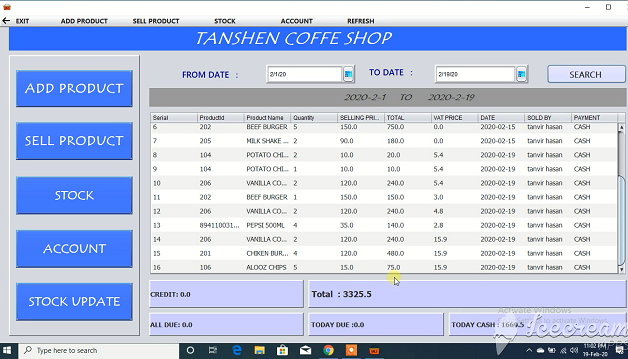 EXIT ADD PRODUCT SELL PRODUCT STOCK ACCOUNT REFRESH
TANSHEN COFFE SHOP
FROM DATE : 2/1/20 TO DATE : 2/19/20 SEARCH
2020-2-1 TO 2020-2-19
ADD PRODUCT
SELL PRODUCT
STOCK
ACCOUNT
STOCK UPDATE
Serial ProductId Product Name Quantity SELLING PRI... TOTAL VAT PRICE DATE SOLD BY PAYMENT
6 202 BEEF BURGER 5 150.0 750.0 0.0 2020-02-15 tanvir hasan CASH
7 205 MILK SHAKE ... 2 90.0 180.0 0.0 2020-02-15 tanvir hasan CASH
8 104 POTATO CHI... 2 10.0 20.0 5.4 2020-02-19 tanvir hasan CASH
9 104 POTATO CHI... 1 10.0 10.0 5.4 2020-02-19 tanvir hasan CASH
10 206 VANILLA CO... 2 120.0 240.0 5.4 2020-02-19 tanvir hasan CASH
11 202 BEEF BURGER 1 150.0 150.0 3.0 2020-02-19 tanvir hasan CASH
12 206 VANILLA CO... 2 120.0 240.0 4.8 2020-02-19 tanvir hasan CASH
13 894110031... PEPSI 500ML 4 35.0 140.0 2.8 2020-02-19 tanvir hasan CASH
14 206 VANILLA CO... 2 120.0 240.0 15.9 2020-02-19 tanvir hasan CASH
15 201 CHIKEN BUR... 4 120.0 480.0 15.9 2020-02-19 tanvir hasan CASH
16 106 ALOOZ CHIPS 5 15.0 75.0 15.9 2020-02-19 tanvir hasan CASH
CREDIT: 0.0 Total : 3325.5
ALL DUE: 0.0 TODAY DUE :0.0 TODAY CASH : 1669.5
Activate Windows
Icecream
Type here to search
11:02 PM
19-Feb-20